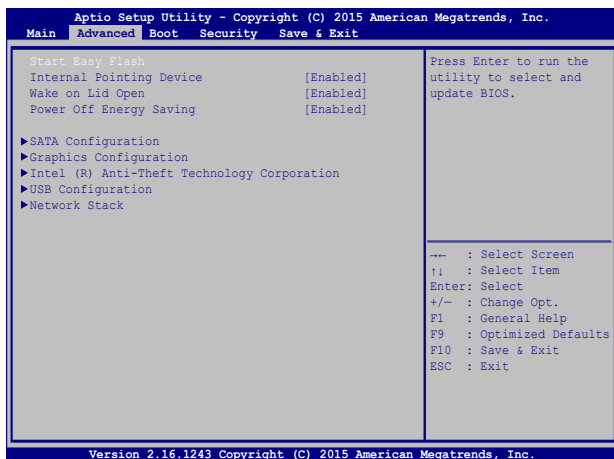 Aptio Setup Utility - Copyright (C) 2015 American Megatrends, Inc.
Main Advanced Boot Security Save & Exit
Start Easy Flash
Internal Pointing Device [Enabled]
Wake on Lid Open [Enabled]
Power Off Energy Saving [Enabled]
▶SATA Configuration
▶Graphics Configuration
▶Intel (R) Anti-Theft Technology Corporation
▶USB Configuration
▶Network Stack
Press Enter to run the
utility to select and
update BIOS.
→← : Select Screen
↑↓ : Select Item
Enter: Select
+/— : Change Opt.
F1 : General Help
F9 : Optimized Defaults
F10 : Save & Exit
ESC : Exit
Version 2.16.1243 Copyright (C) 2015 American Megatrends, Inc.